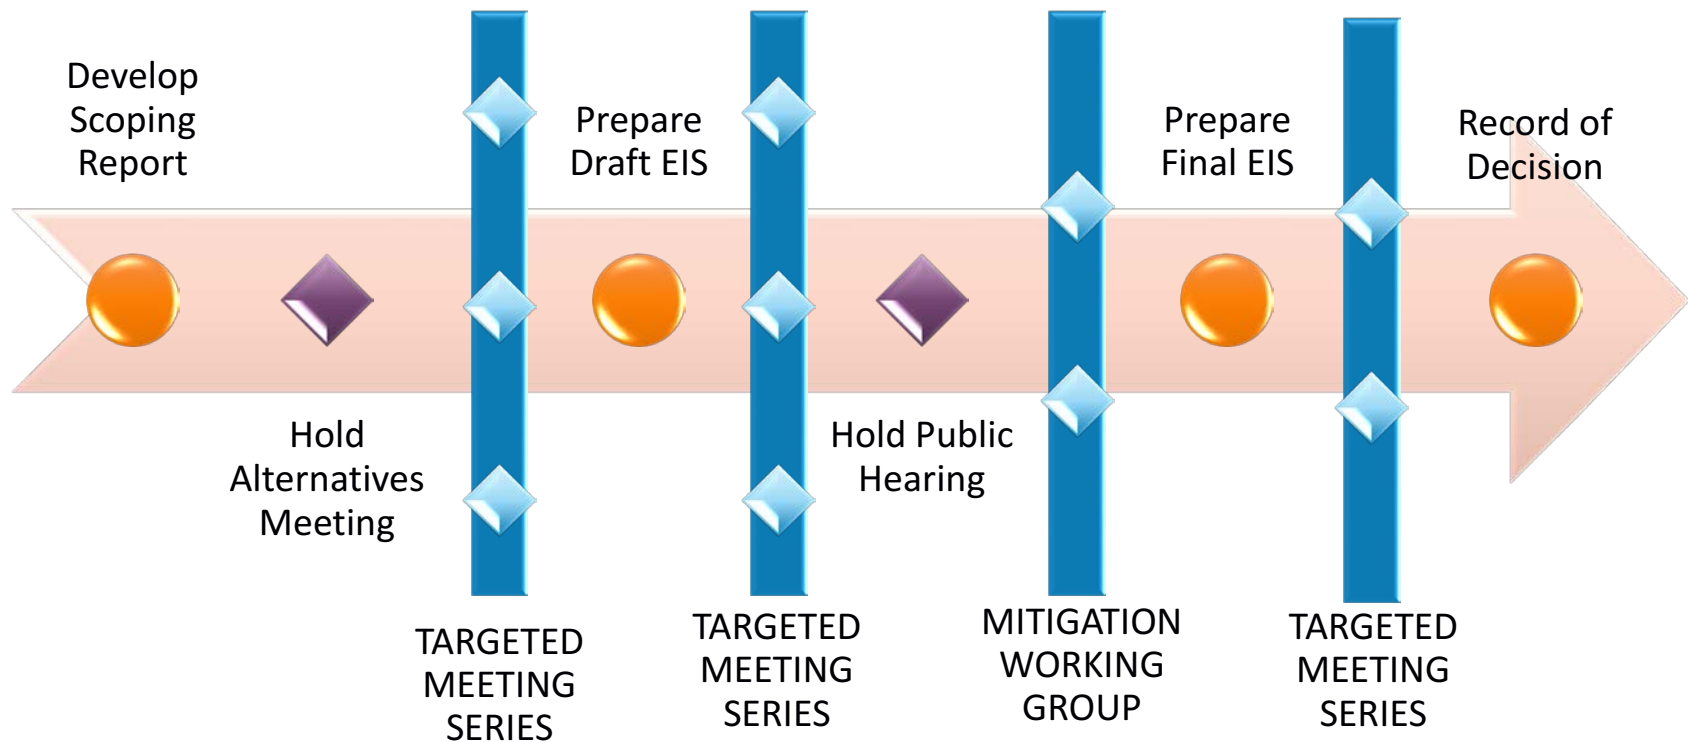 Develop
Scoping
Report
Hold
Alternatives
Meeting
TARGETED
MEETING
SERIES
Prepare
Draft EIS
TARGETED
MEETING
SERIES
Hold Public
Hearing
MITIGATION
WORKING
GROUP
Prepare
Final EIS
TARGETED
MEETING
SERIES
Record of
Decision